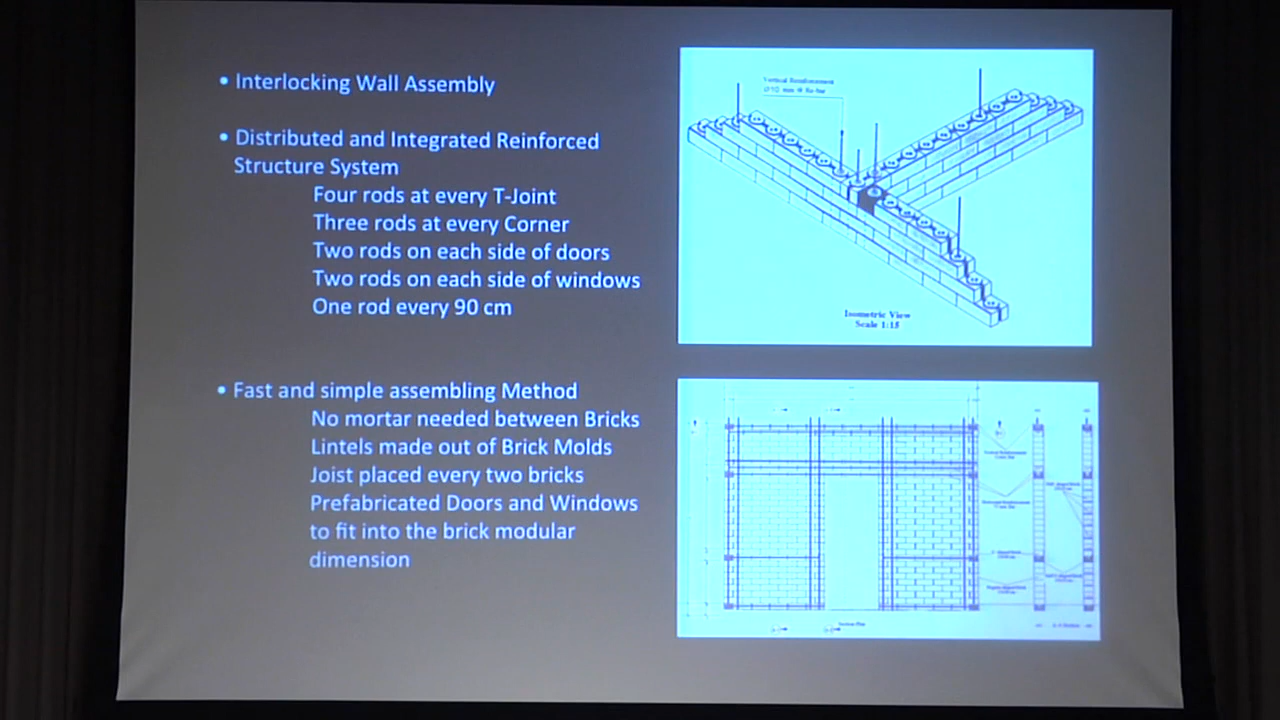 • Interlocking Wall Assembly
• Distributed and Integrated Reinforced
Structure System
Four rods at every T-Joint
Three rods at every Corner
Two rods on each side of doors
Two rods on each side of windows
One rod every 90 cm
• Fast and simple assembling Method
No mortar needed between Bricks
Lintels made out of Brick Molds
Joist placed every two bricks
Prefabricated Doors and Windows
to fit into the brick modular
dimension
Vertical Reinforcement
mm
Isometric View
Scale 1:15